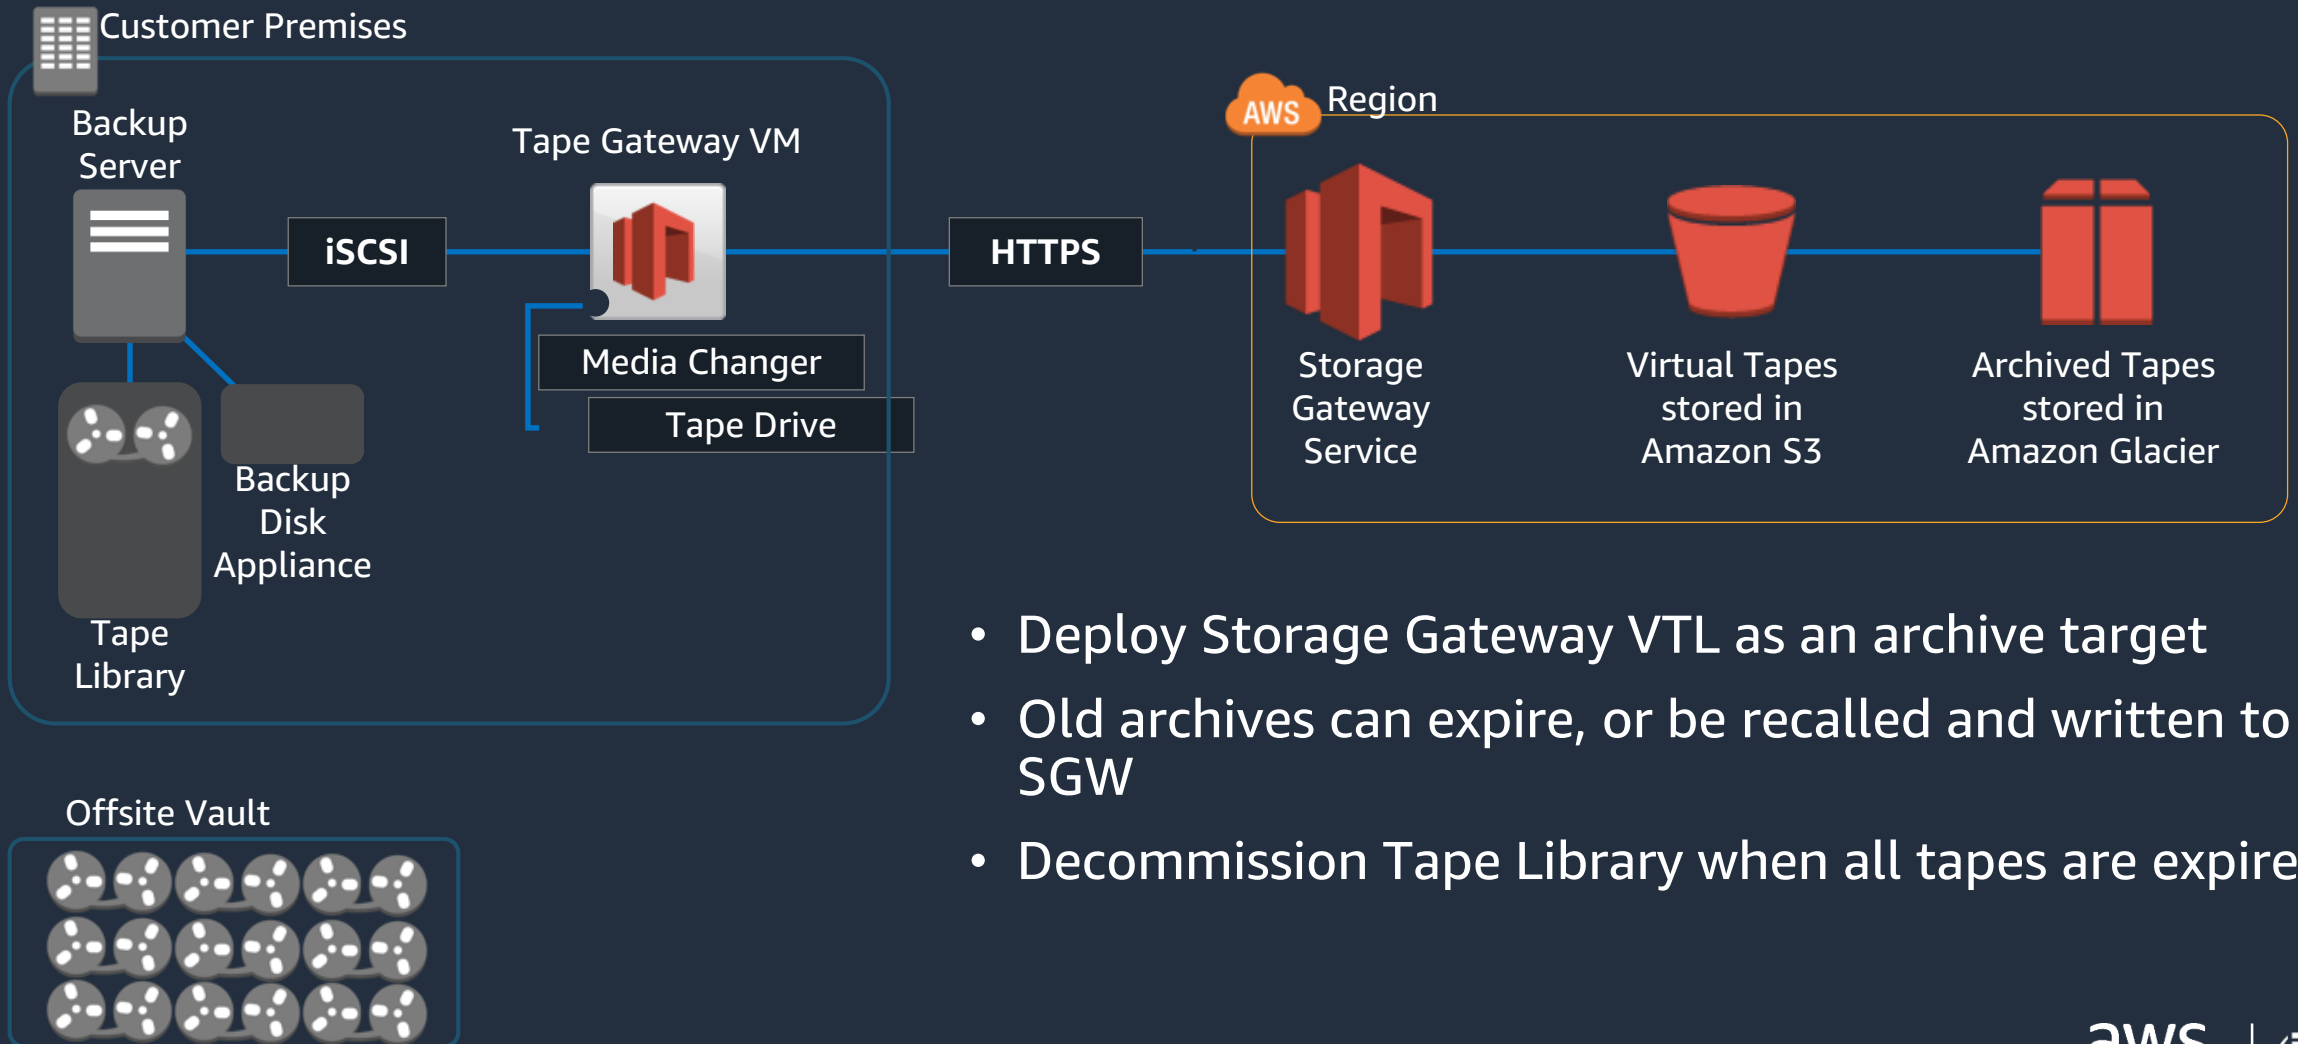 Customer Premises
Backup
Server
Tape Gateway VM
iSCSI
HTTPS
Media Changer
Tape Drive
Backup
Disk
Appliance
Tape
Library
AWS
Region
Storage
Gateway
Service
Virtual Tapes
stored in
Amazon S3
Archived Tapes
stored in
Amazon Glacier
• Deploy Storage Gateway VTL as an archive target
• Old archives can expire, or be recalled and written to
SGW
• Decommission Tape Library when all tapes are expire
Offsite Vault
aws